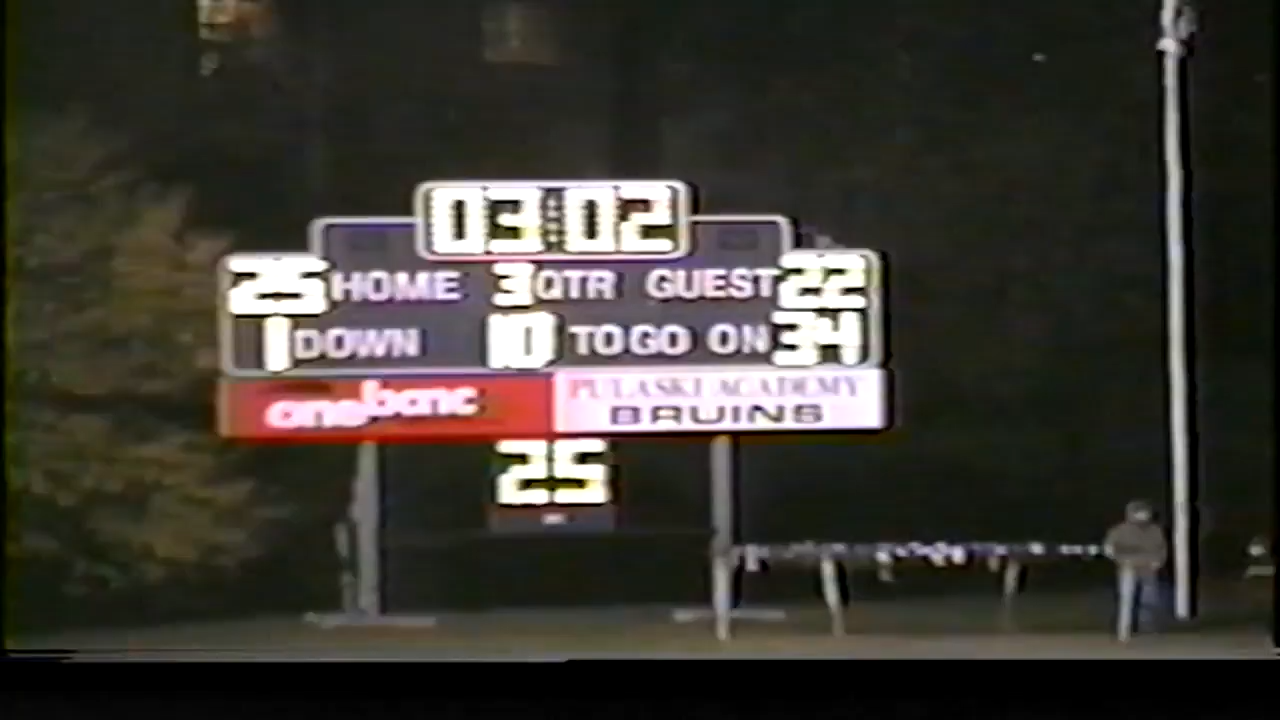 03:02
25 HOME 3 QTR GUEST 22
1 DOWN 10 TO GO ON 34
onebanc
PULASKI ACADEMY
BRUINS
25